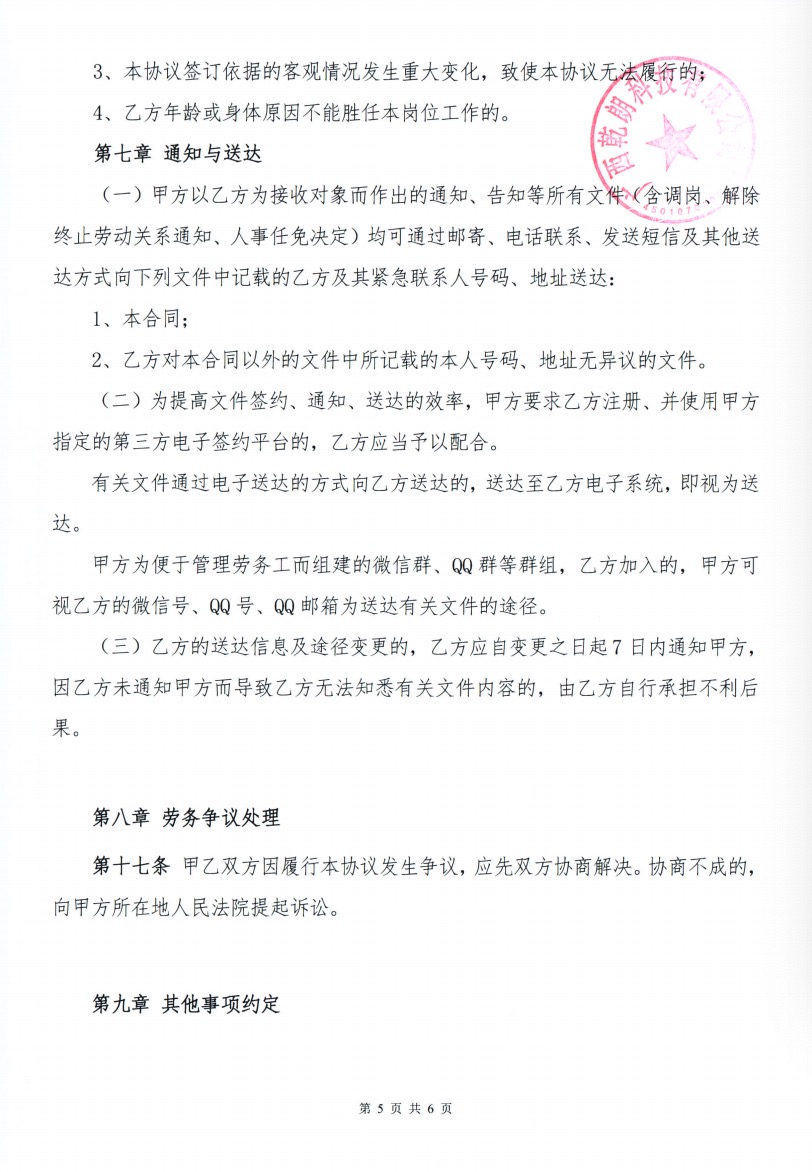 3、本协议签订依据的客观情况发生重大变化，致使本协议无法履行的；
4、乙方年龄或身体原因不能胜任本岗位工作的。
第七章 通知与送达
（一）甲方以乙方为接收对象而作出的通知、告知等所有文件（含调岗、解除
终止劳动关系通知、人事任免决定）均可通过邮寄、电话联系、发送短信及其他送
达方式向下列文件中记载的乙方及其紧急联系人号码、地址送达：
1、本合同；
2、乙方对本合同以外的文件中所记载的本人号码、地址无异议的文件。
（二）为提高文件签约、通知、送达的效率，甲方要求乙方注册、并使用甲方
指定的第三方电子签约平台的，乙方应当予以配合。
有关文件通过电子送达的方式向乙方送达的，送达至乙方电子系统，即视为送
达。
甲方为便于管理劳务工而组建的微信群、QQ 群等群组，乙方加入的，甲方可
视乙方的微信号、QQ 号、QQ 邮箱为送达有关文件的途径。
（三）乙方的送达信息及途径变更的，乙方应自变更之日起 7 日内通知甲方，
因乙方未通知甲方而导致乙方无法知悉有关文件内容的，由乙方自行承担不利后
果。
第八章 劳务争议处理
第十七条 甲乙双方因履行本协议发生争议，应先双方协商解决。协商不成的，
向甲方所在地人民法院提起诉讼。
第九章 其他事项约定
第 5 页 共 6 页
西乾朗科技有限公
450107